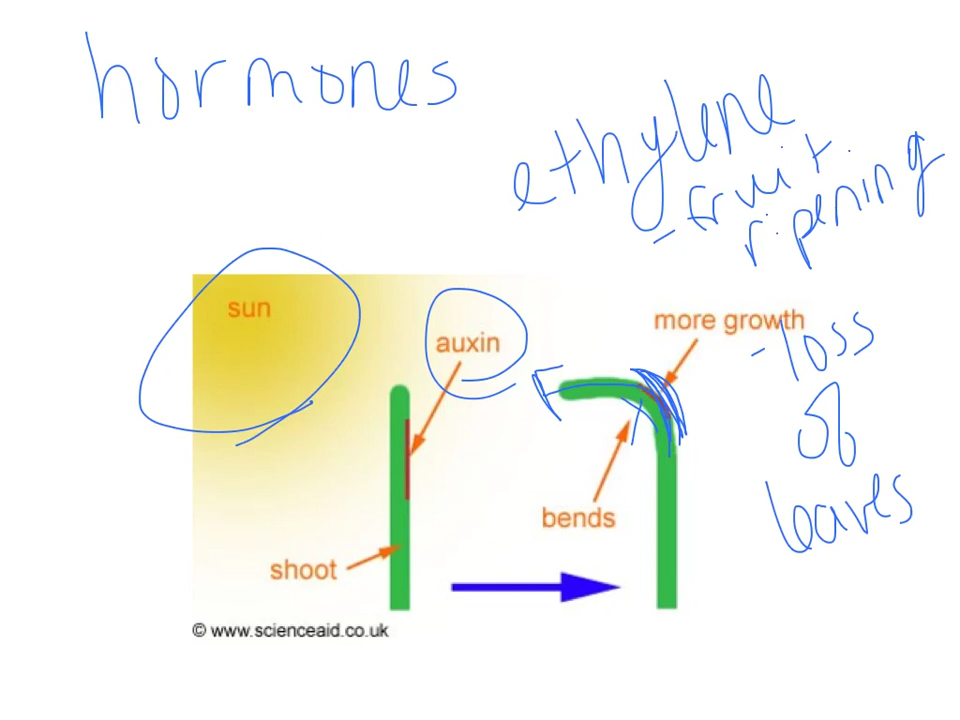 hormones
ethylene
- fruit
ripening
sun
auxin
more growth
- loss
of
leaves
bends
shoot
© www.scienceaid.co.uk